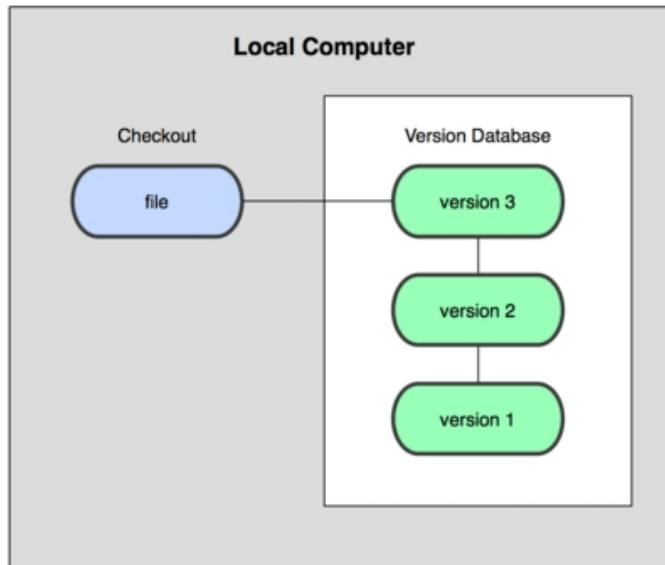 Local Computer
Checkout
Version Database
file
version 3
version 2
version 1